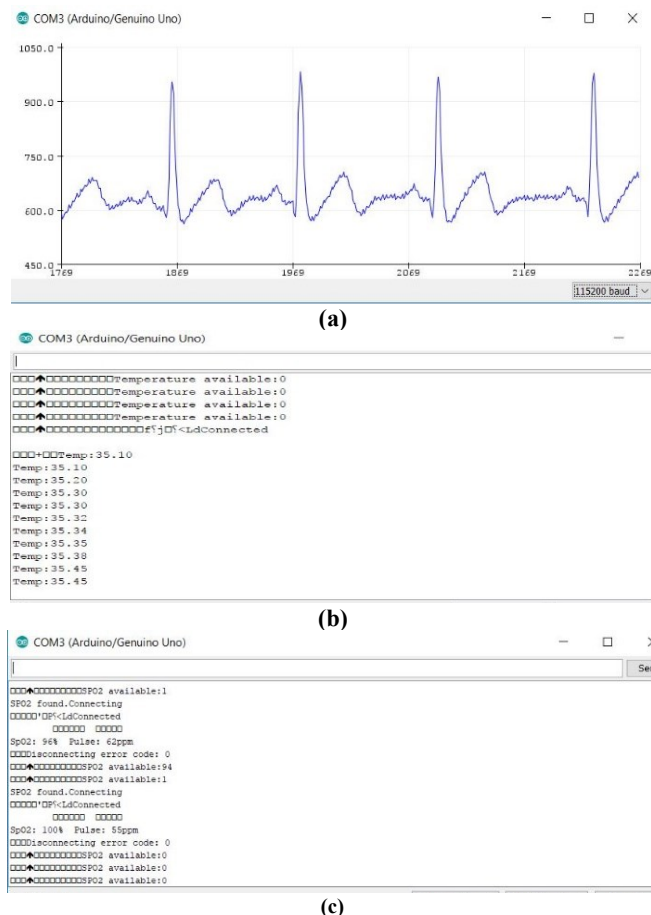 COM3 (Arduino/Genuino Uno)
1050.0
900.0
750.0
600.0
450.0
1769 1869 1969 2069 2169 2269
115200 baud
(a)
COM3 (Arduino/Genuino Uno)
Temperature available:0
Temperature available:0
Temperature available:0
Temperature available:0
<LdConnected
Temp:35.10
Temp:35.10
Temp:35.20
Temp:35.30
Temp:35.30
Temp:35.32
Temp:35.34
Temp:35.35
Temp:35.38
Temp:35.45
Temp:35.45
(b)
COM3 (Arduino/Genuino Uno)
Se
SPO2 available:1
SPO2 found.Connecting
<LdConnected
SpO2: 96% Pulse: 62ppm
Disconnecting error code: 0
SPO2 available:94
SPO2 available:1
SPO2 found.Connecting
<LdConnected
SpO2: 100% Pulse: 55ppm
Disconnecting error code: 0
SPO2 available:0
SPO2 available:0
SPO2 available:0
(c)